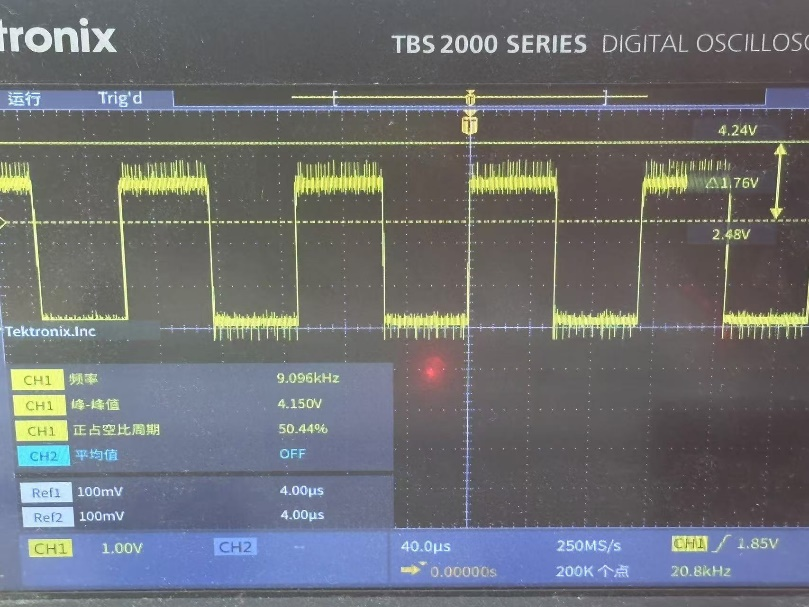 tronix
TBS 2000 SERIES DIGITAL OSCILLOSC
运行 Trig'd
T
4.24V
△1.76V
2.48V
Tektronix.Inc
CH1 频率 9.096kHz
CH1 峰-峰值 4.150V
CH1 正占空比周期 50.44%
CH2 平均值 OFF
Ref1 100mV 4.00µs
Ref2 100mV 4.00µs
CH1 1.00V CH2 --- 40.0µs 250MS/s CH1 1.85V
0.00000s 200K 个点 20.8kHz